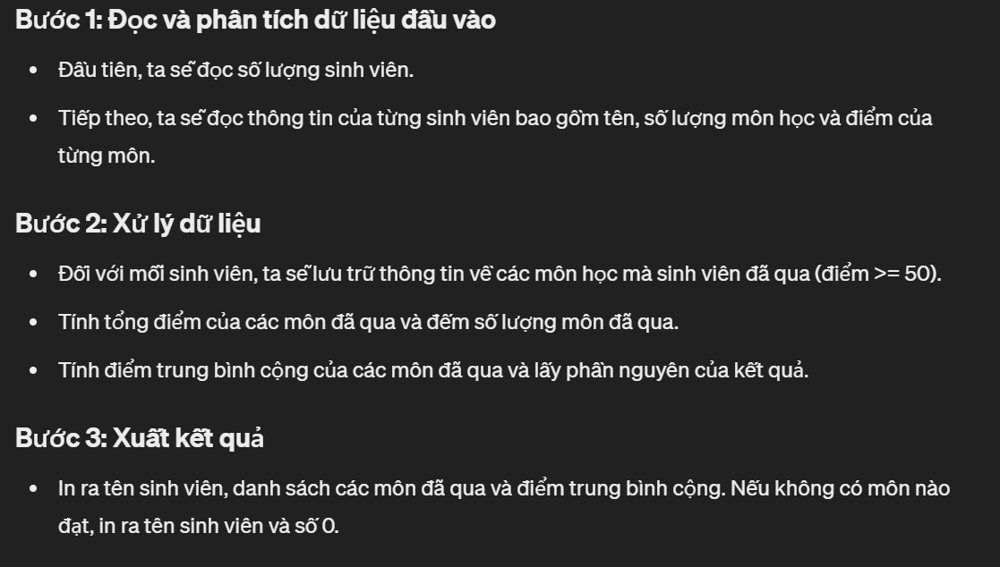 Bước 1: Đọc và phân tích dữ liệu đầu vào
• Đầu tiên, ta sẽ đọc số lượng sinh viên.
• Tiếp theo, ta sẽ đọc thông tin của từng sinh viên bao gồm tên, số lượng môn học và điểm của
từng môn.
Bước 2: Xử lý dữ liệu
• Đối với mỗi sinh viên, ta sẽ lưu trữ thông tin về các môn học mà sinh viên đã qua (điểm >= 50).
• Tính tổng điểm của các môn đã qua và đếm số lượng môn đã qua.
• Tính điểm trung bình cộng của các môn đã qua và lấy phần nguyên của kết quả.
Bước 3: Xuất kết quả
• In ra tên sinh viên, danh sách các môn đã qua và điểm trung bình cộng. Nếu không có môn nào
đạt, in ra tên sinh viên và số 0.